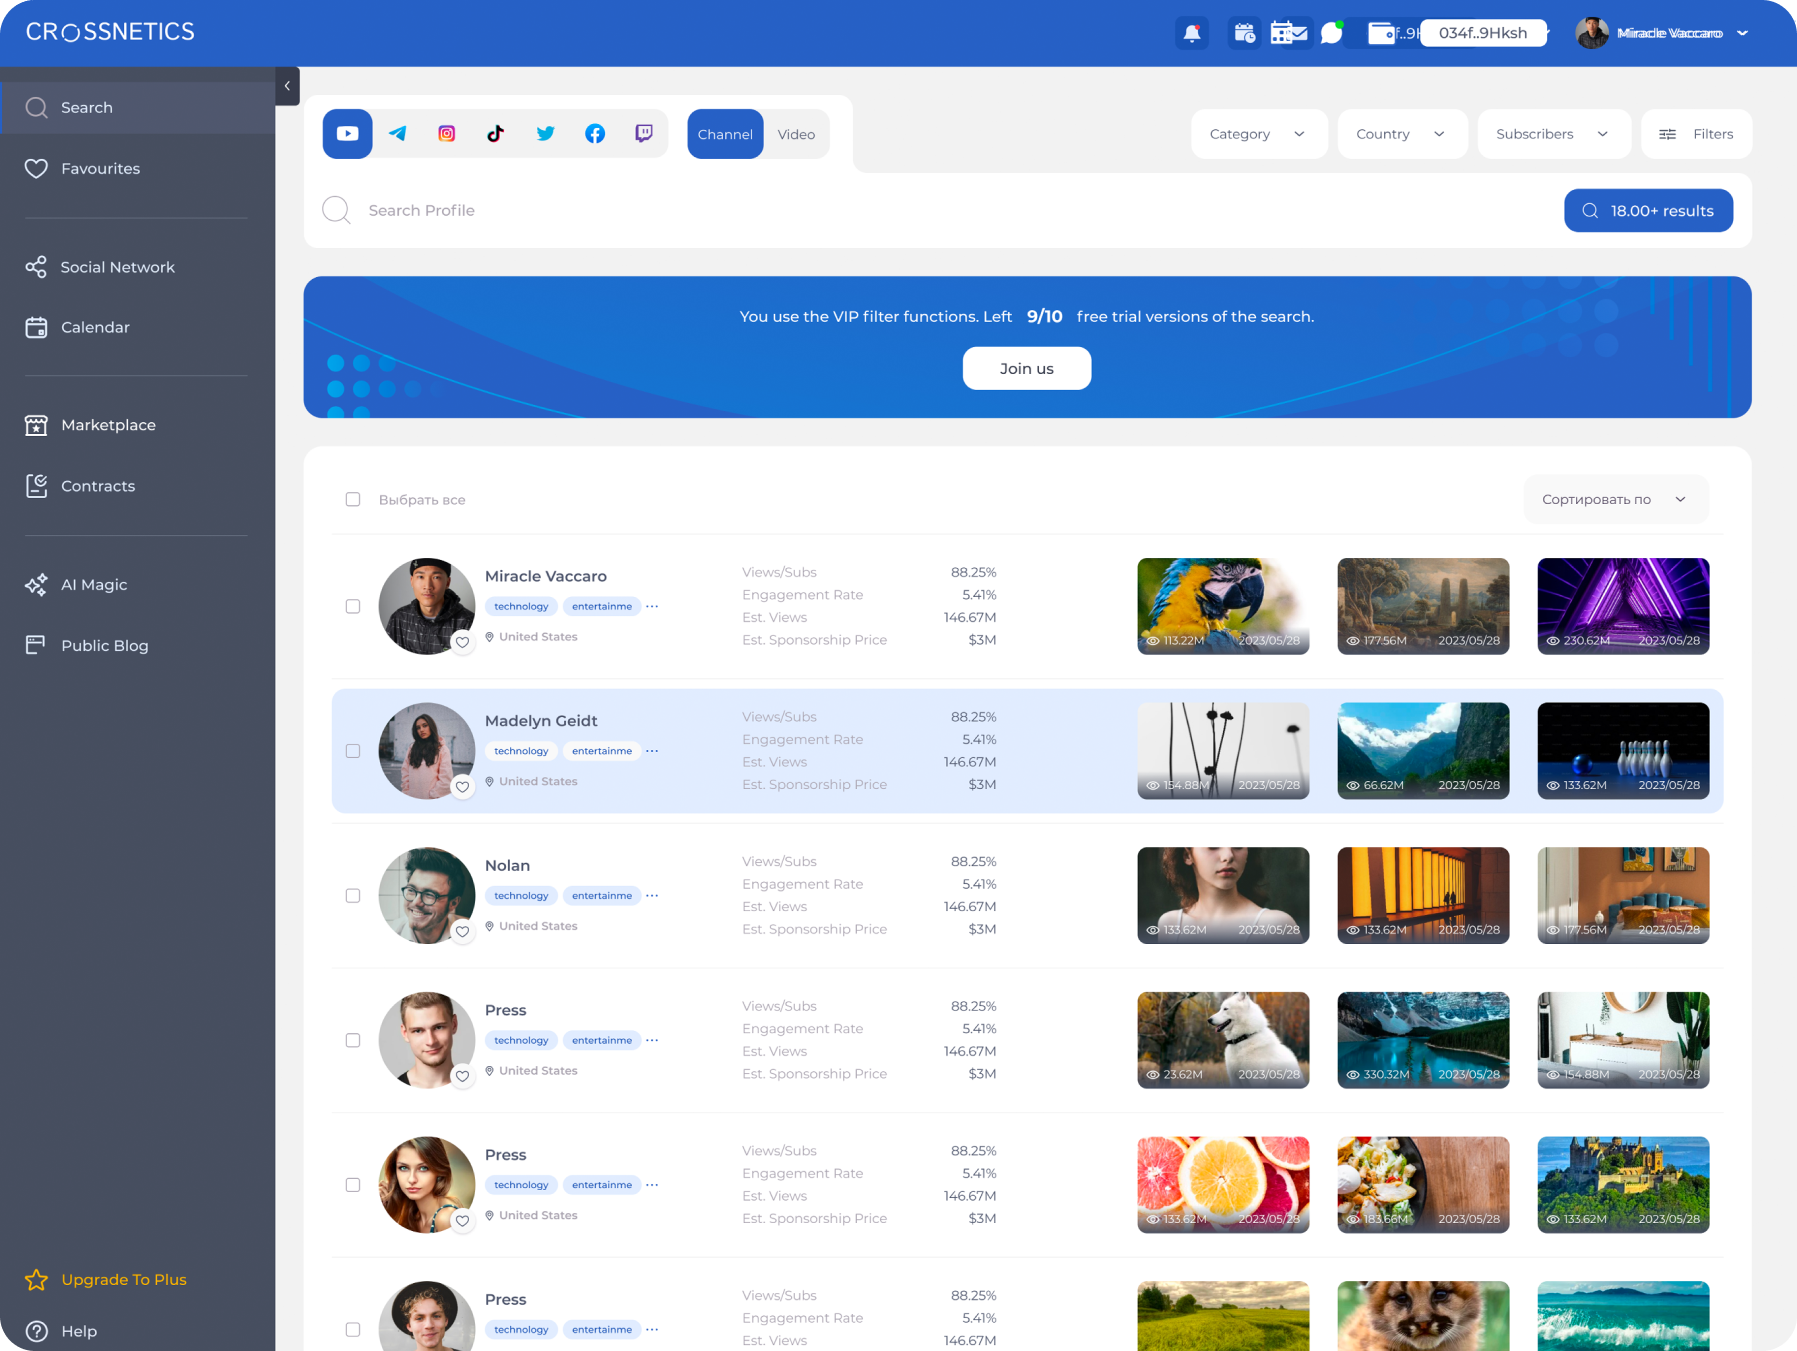 CROSSNETICS
034f..9Hksh
Miracle Vaccaro
Search
Favourites
Social Network
Calendar
Marketplace
Contracts
AI Magic
Public Blog
Upgrade To Plus
Help
Channel
Video
Category
Country
Subscribers
Filters
Search Profile
18.00+ results
You use the VIP filter functions. Left 9/10 free trial versions of the search.
Join us
Выбрать все
Сортировать по
Miracle Vaccaro
technology entertainme ...
United States
Views/Subs 88.25%
Engagement Rate 5.41%
Est. Views 146.67M
Est. Sponsorship Price $3M
113.22M 2023/05/28
177.56M 2023/05/28
230.62M 2023/05/28
Madelyn Geidt
technology entertainme ...
United States
Views/Subs 88.25%
Engagement Rate 5.41%
Est. Views 146.67M
Est. Sponsorship Price $3M
154.88M 2023/05/28
66.62M 2023/05/28
133.62M 2023/05/28
Nolan
technology entertainme ...
United States
Views/Subs 88.25%
Engagement Rate 5.41%
Est. Views 146.67M
Est. Sponsorship Price $3M
133.62M 2023/05/28
133.62M 2023/05/28
177.56M 2023/05/28
Press
technology entertainme ...
United States
Views/Subs 88.25%
Engagement Rate 5.41%
Est. Views 146.67M
Est. Sponsorship Price $3M
23.62M 2023/05/28
330.32M 2023/05/28
154.88M 2023/05/28
Press
technology entertainme ...
United States
Views/Subs 88.25%
Engagement Rate 5.41%
Est. Views 146.67M
Est. Sponsorship Price $3M
133.62M 2023/05/28
183.66M 2023/05/28
133.62M 2023/05/28
Press
technology entertainme ...
Views/Subs 88.25%
Engagement Rate 5.41%
Est. Views 146.67M